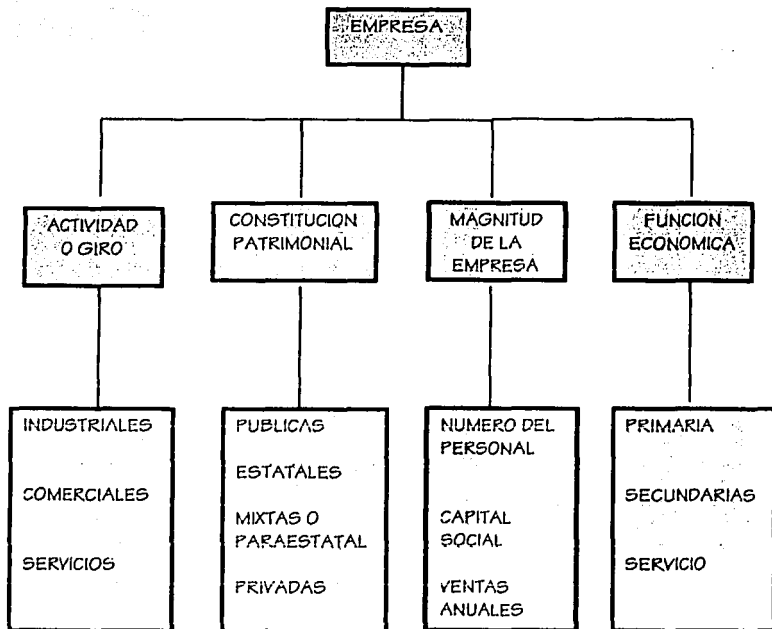 EMPRESA
ACTIVIDAD
O GIRO
CONSTITUCION
PATRIMONIAL
MAGNITUD
DE LA
EMPRESA
FUNCION
ECONOMICA
INDUSTRIALES
COMERCIALES
SERVICIOS
PUBLICAS
ESTATALES
MIXTAS O
PARAESTATAL
PRIVADAS
NUMERO DEL
PERSONAL
CAPITAL
SOCIAL
VENTAS
ANUALES
PRIMARIA
SECUNDARIAS
SERVICIO